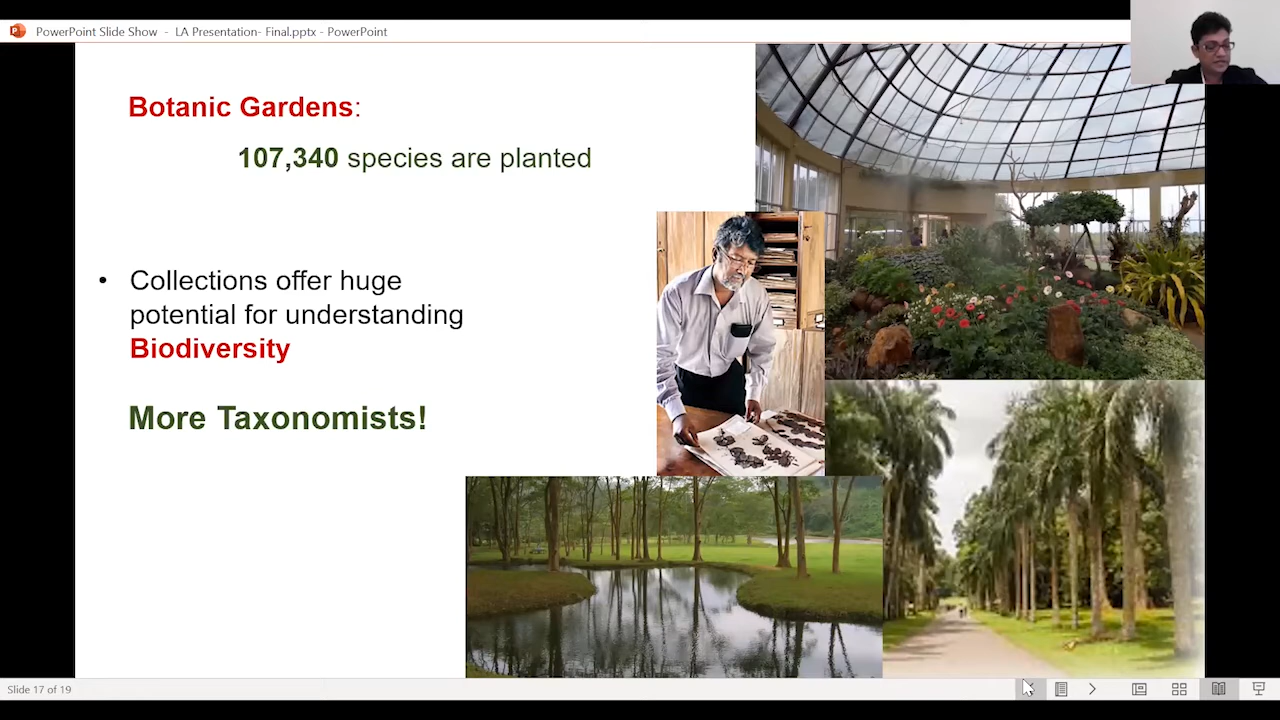 PowerPoint Slide Show - LA Presentation- Final.pptx - PowerPoint
Botanic Gardens:
107,340 species are planted
• Collections offer huge
potential for understanding
Biodiversity
More Taxonomists!
Slide 17 of 19